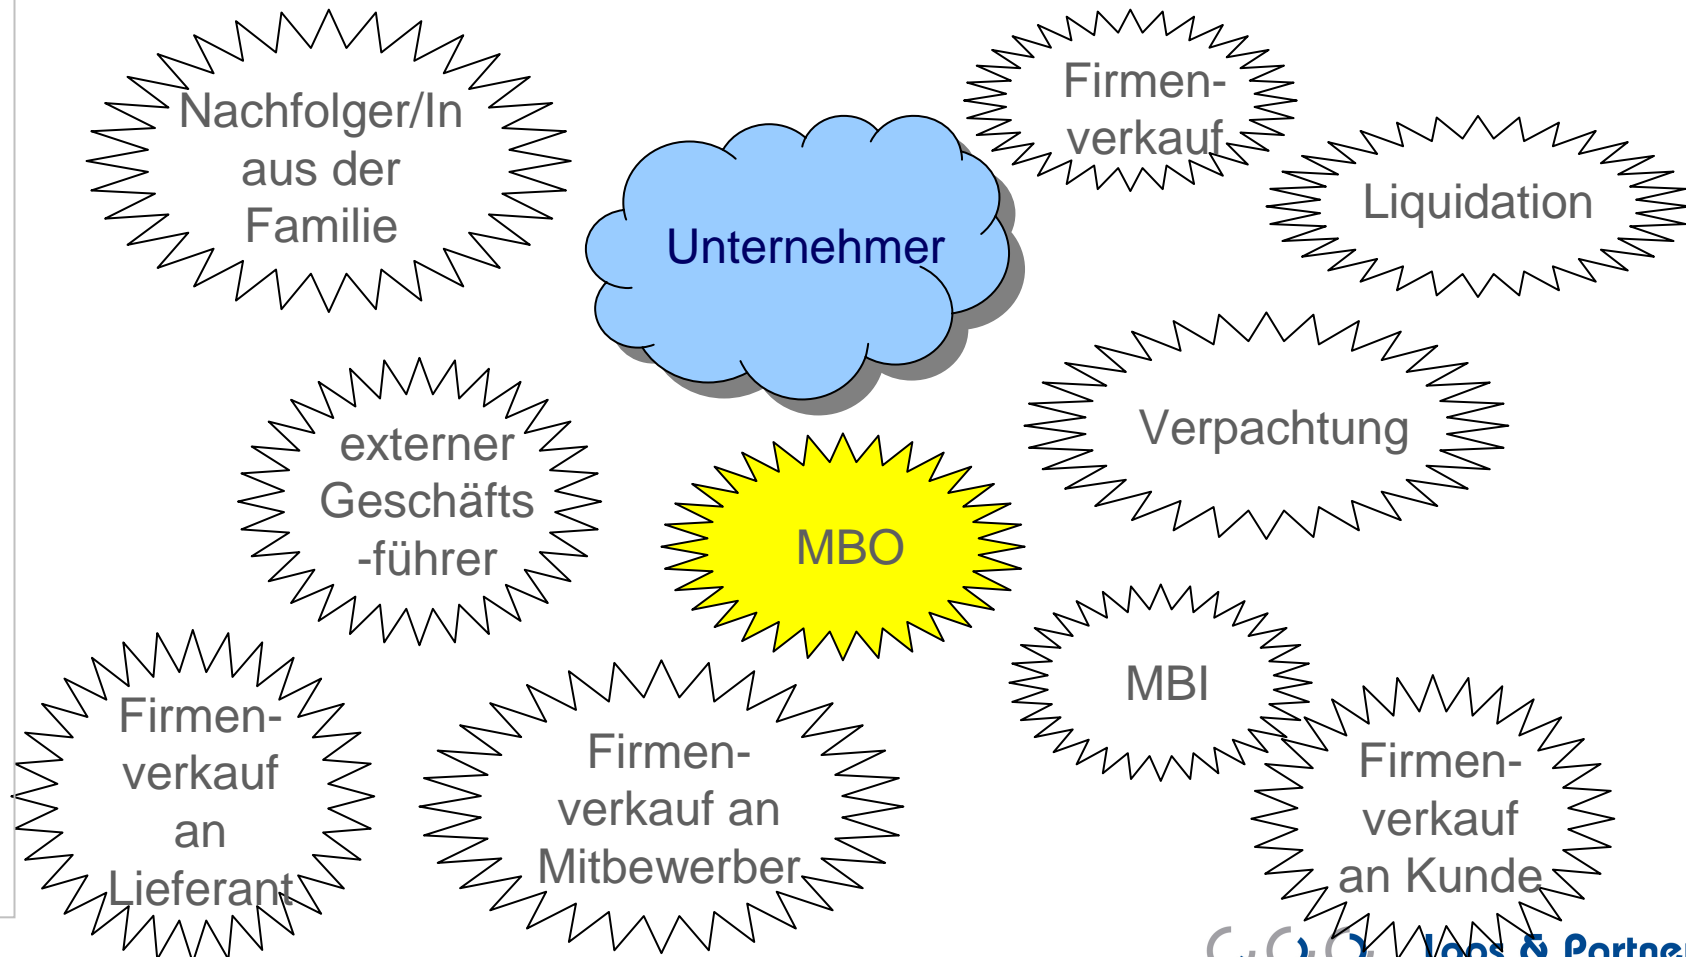 Nachfolger/In
aus der
Familie
Firmen-
verkauf
Liquidation
Unternehmer
Verpachtung
externer
Geschäfts
-führer
MBO
MBI
Firmen-
verkauf
an
Lieferant
Firmen-
verkauf an
Mitbewerber
Firmen-
verkauf
an Kunde
& Partner